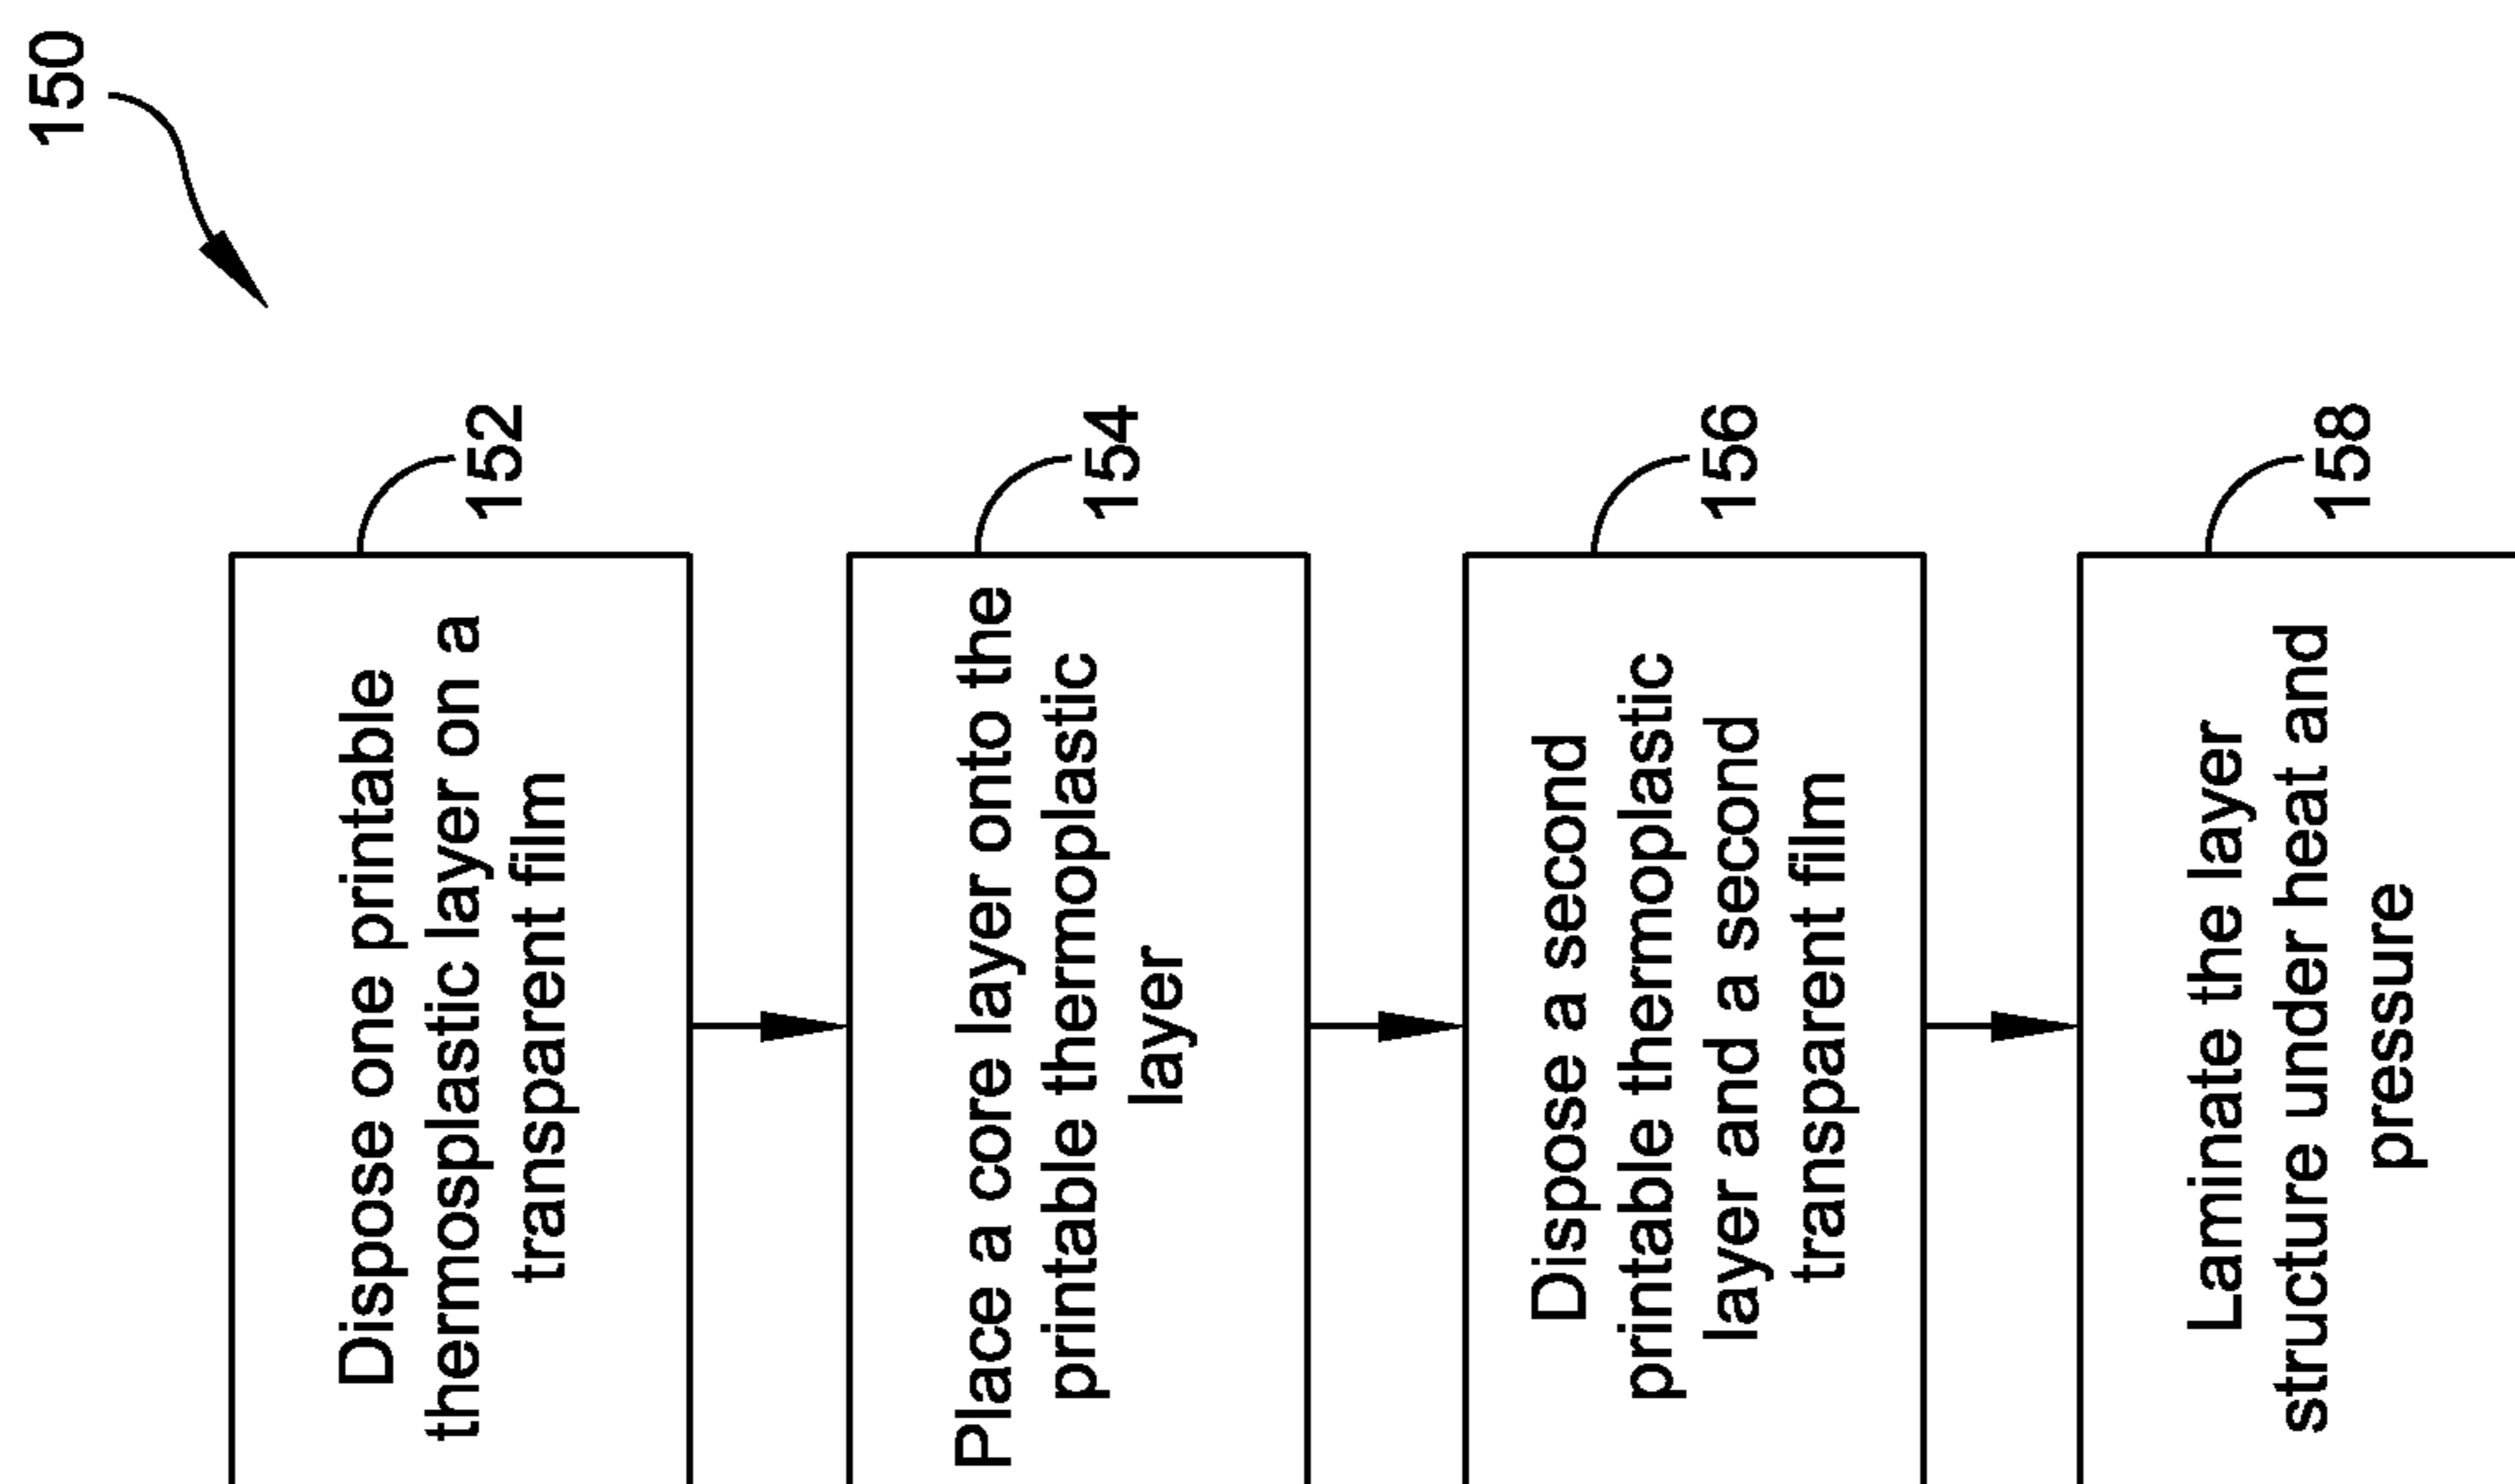 150
152
Dispose one printable
thermosplastic layer on a
transparent film
154
Place a core layer onto the
printable thermoplastic
layer
156
Dispose a second
printable thermoplastic
layer and a second
transparent film
158
Laminate the layer
structure under heat and
pressure